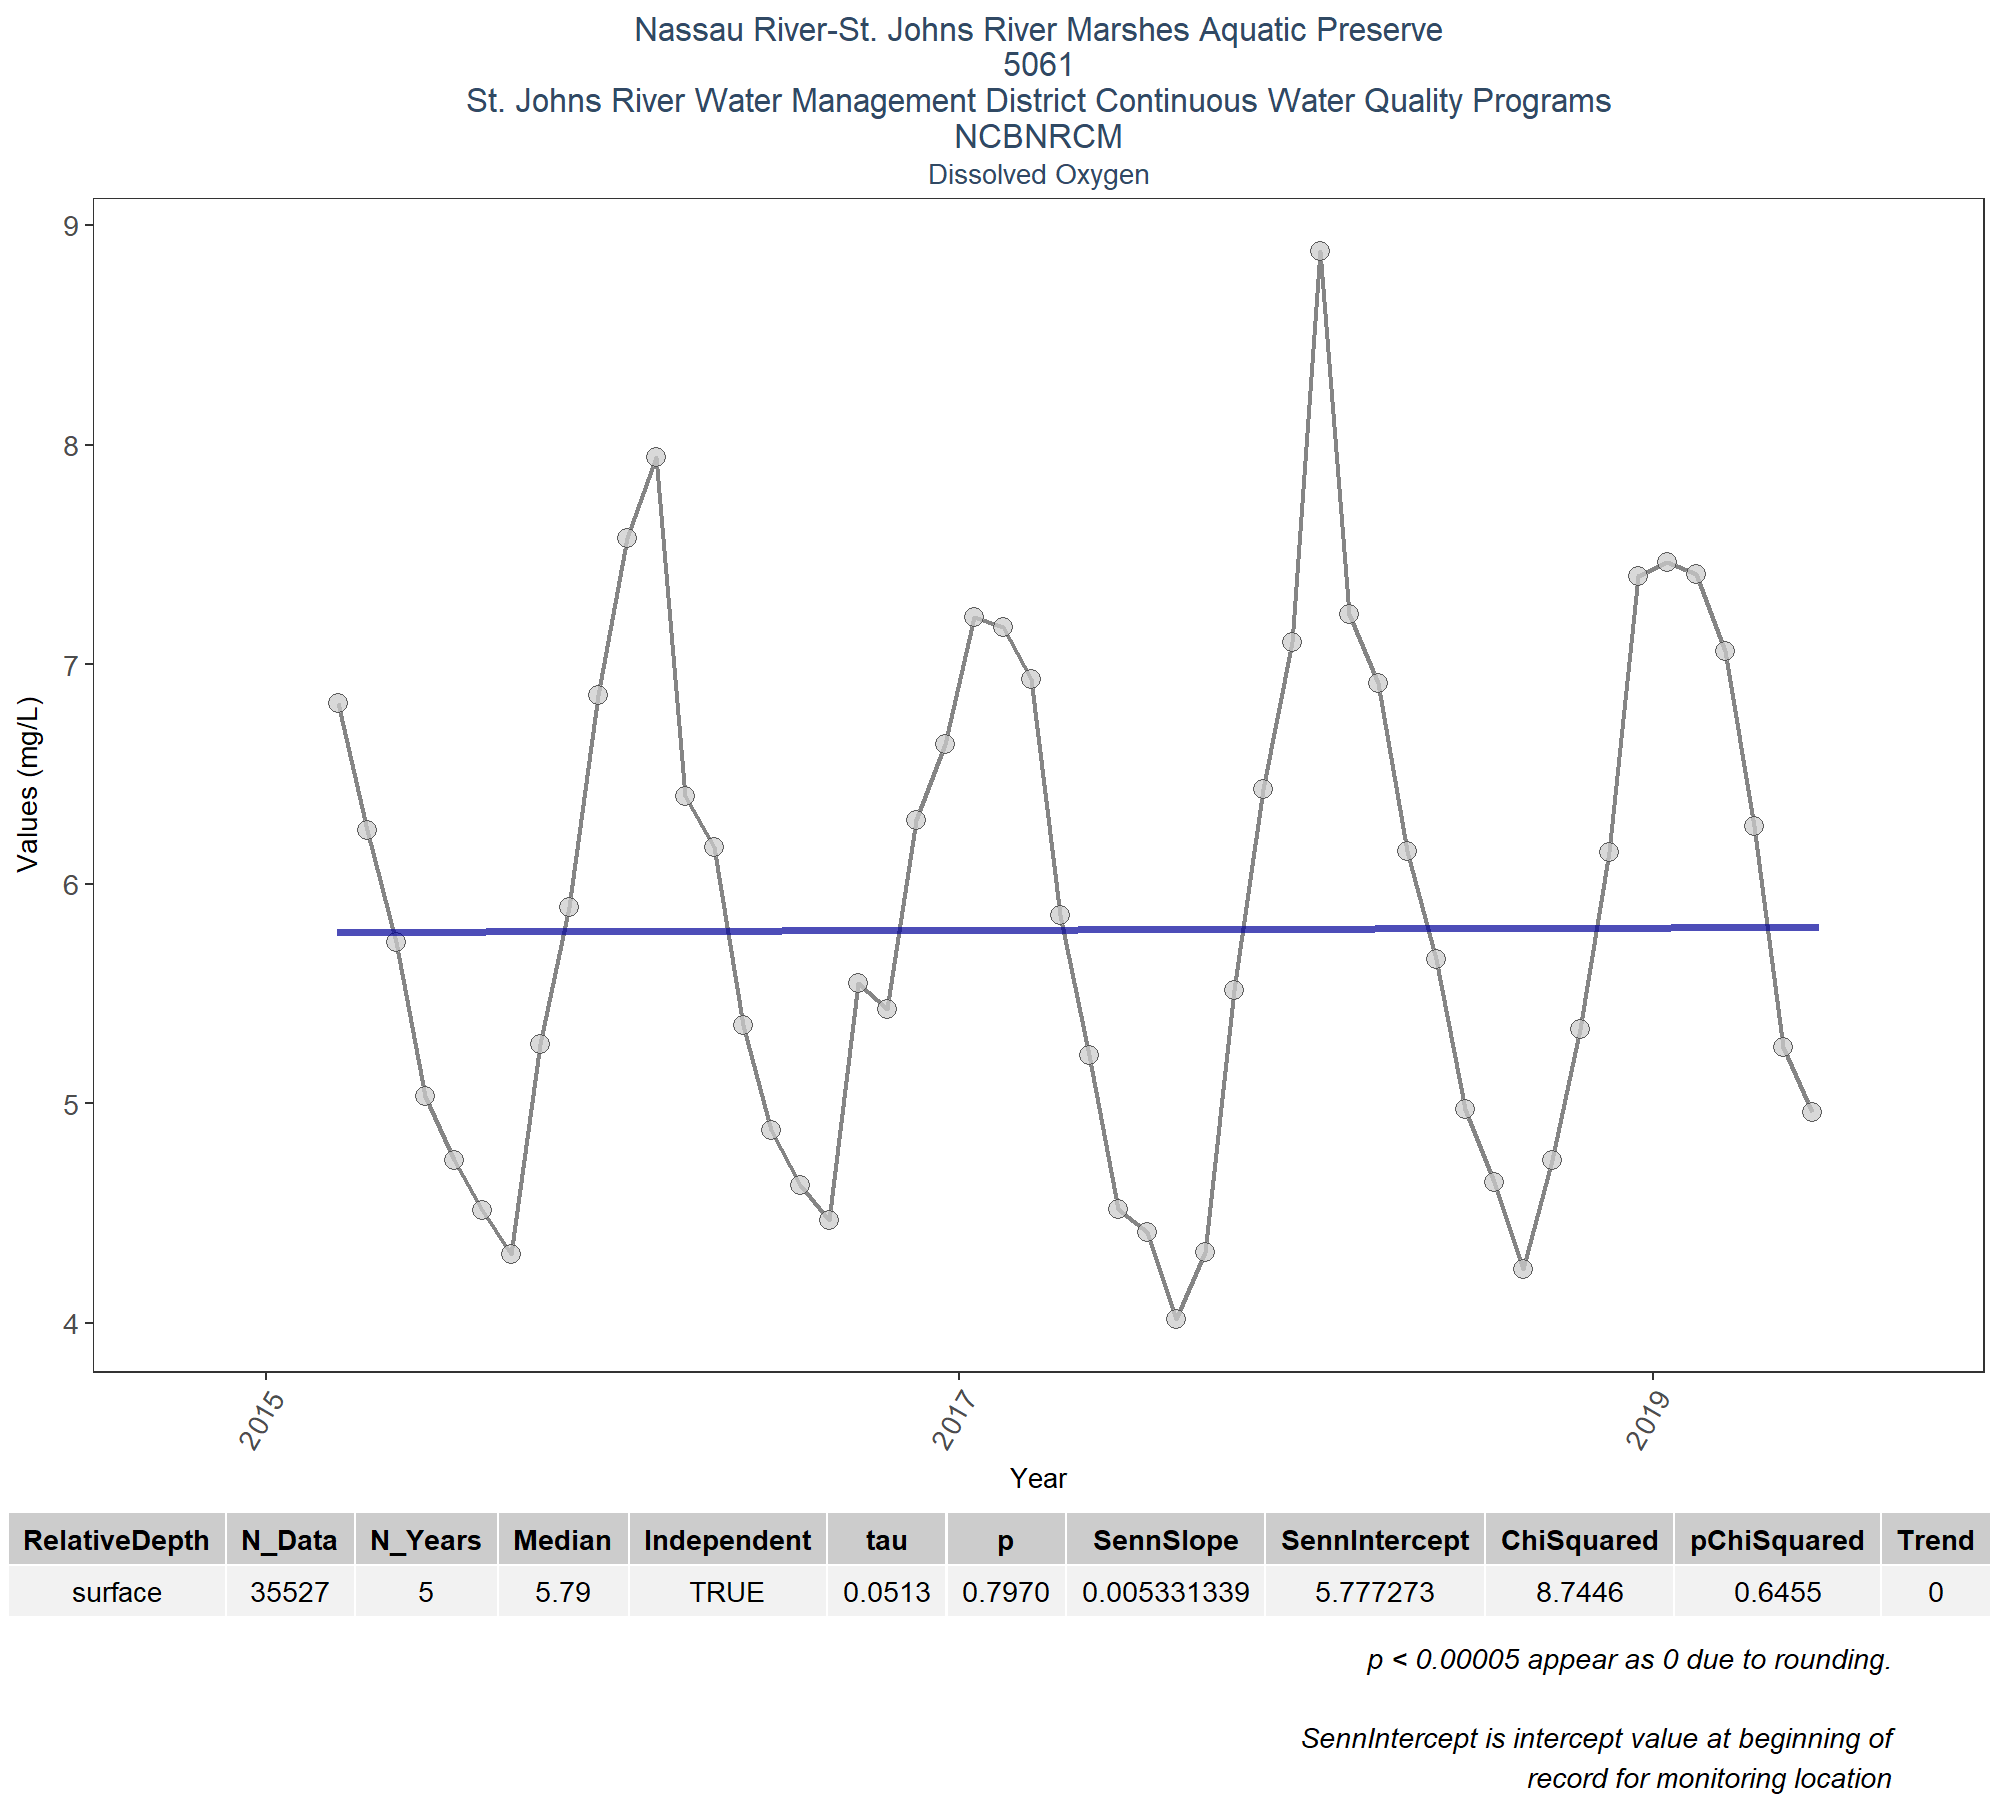 Nassau River-St. Johns River Marshes Aquatic Preserve
5061
St. Johns River Water Management District Continuous Water Quality Programs
NCBNRCM
Dissolved Oxygen
9
8
7
6
5
4
Values (mg/L)
2015 2017 2019
Year
RelativeDepth N_Data N_Years Median Independent tau p SennSlope SennIntercept ChiSquared pChiSquared Trend
surface 35527 5 5.79 TRUE 0.0513 0.7970 0.005331339 5.777273 8.7446 0.6455 0
p < 0.00005 appear as 0 due to rounding.
SennIntercept is intercept value at beginning of
record for monitoring location